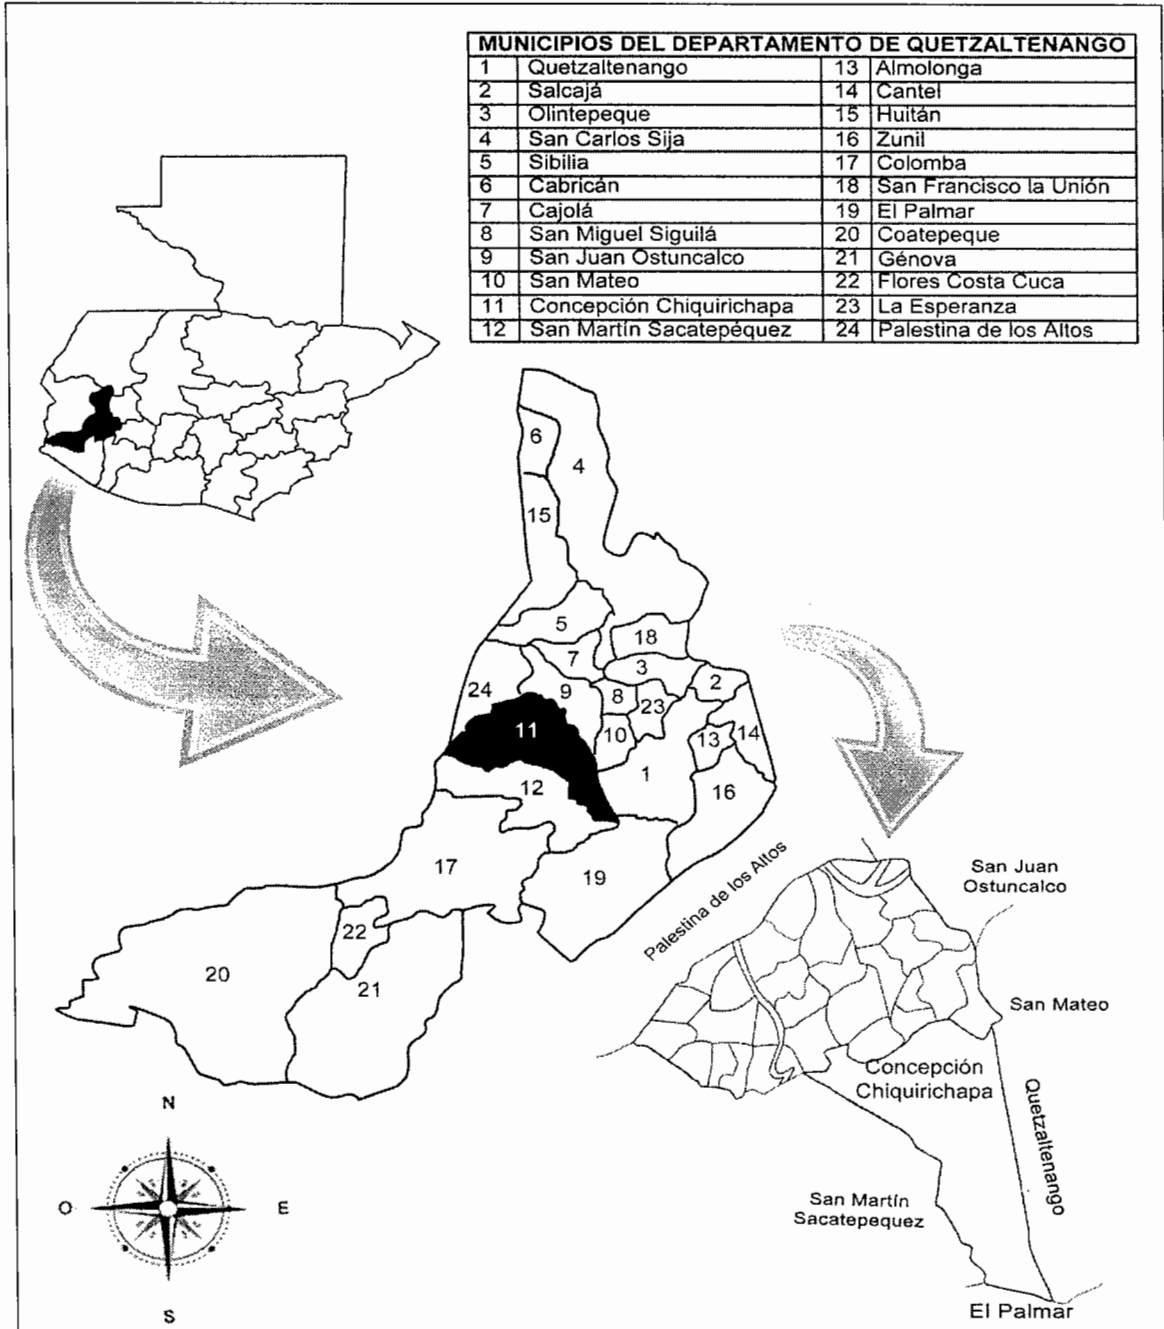 MUNICIPIOS DEL DEPARTAMENTO DE QUETZALTENANGO
1 Quetzaltenango 13 Almolonga
2 Salcajá 14 Cantel
3 Olintepeque 15 Huitán
4 San Carlos Sija 16 Zunil
5 Sibilia 17 Colomba
6 Cabricán 18 San Francisco la Unión
7 Cajolá 19 El Palmar
8 San Miguel Siguilá 20 Coatepeque
9 San Juan Ostuncalco 21 Génova
10 San Mateo 22 Flores Costa Cuca
11 Concepción Chiquirichapa 23 La Esperanza
12 San Martín Sacatepéquez 24 Palestina de los Altos
6
4
15
5
18
7
3
24
9
8
2
23
11
10
13
14
12
1
16
17
19
22
20
21
Palestina de los Altos
San Juan
Ostuncalco
San Mateo
Concepción
Chiquirichapa
Quetzaltenango
San Martín
Sacatepequez
El Palmar
N
O
E
S